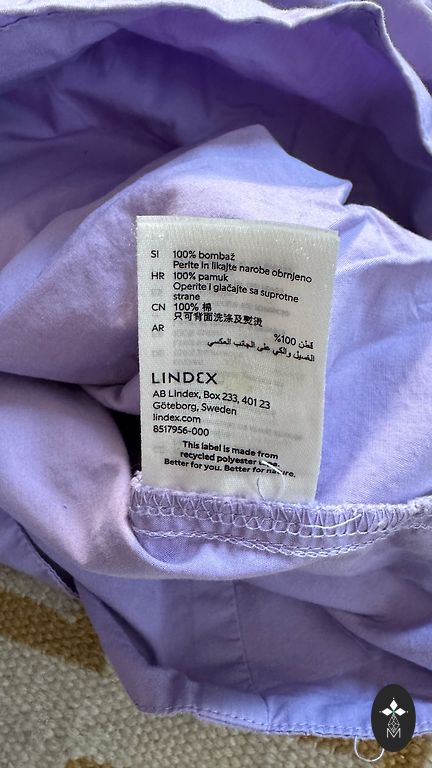 SI 100% bombaž
Perite in likajte narobe obrnjeno
HR 100% pamuk
Operite I glačajte sa suprotne
strane
CN 100% 棉
只可背面洗涤及熨烫
AR قطن 100%
الغسيل والكي على الجانب العكسي
LINDEX
AB Lindex, Box 233, 401 23
Göteborg, Sweden
lindex.com
8517956-000
This label is made from
recycled polyester
Better for you. Better for nature.
M